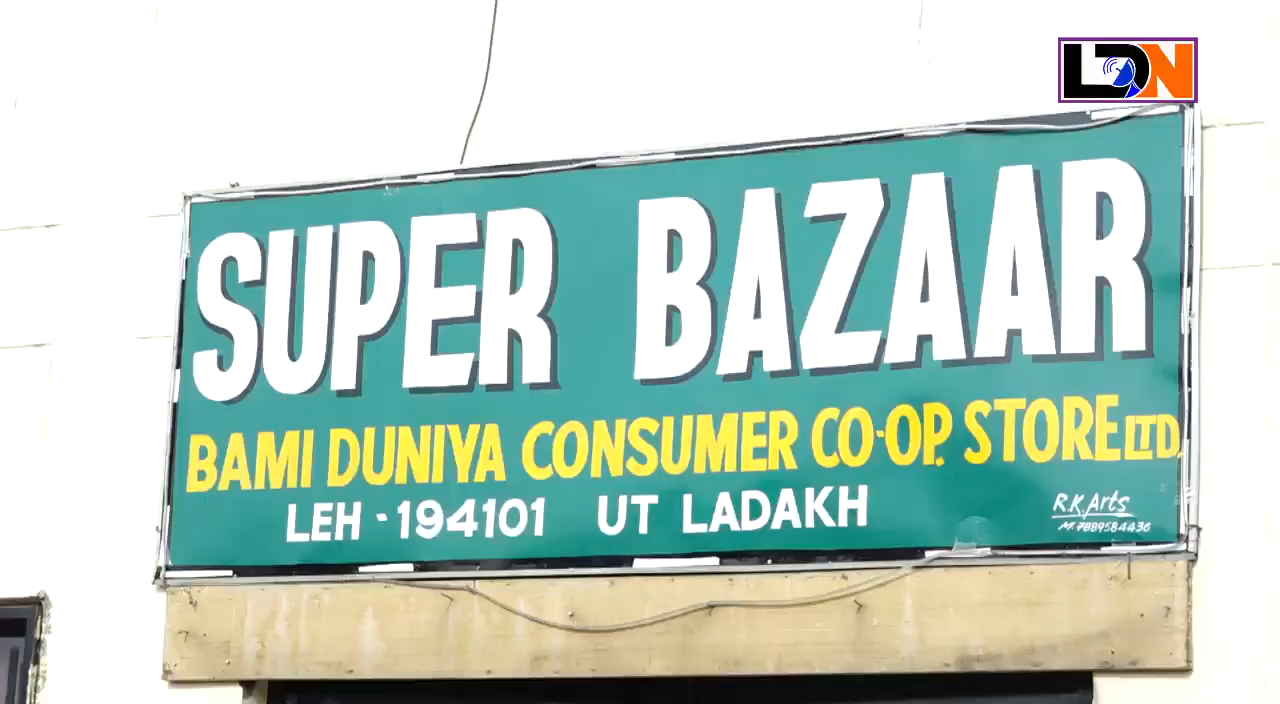 LDN
SUPER BAZAAR
BAMI DUNIYA CONSUMER CO-OP. STORE LTD.
LEH - 194101 UT LADAKH
R.K. Arts
M. 7889584436